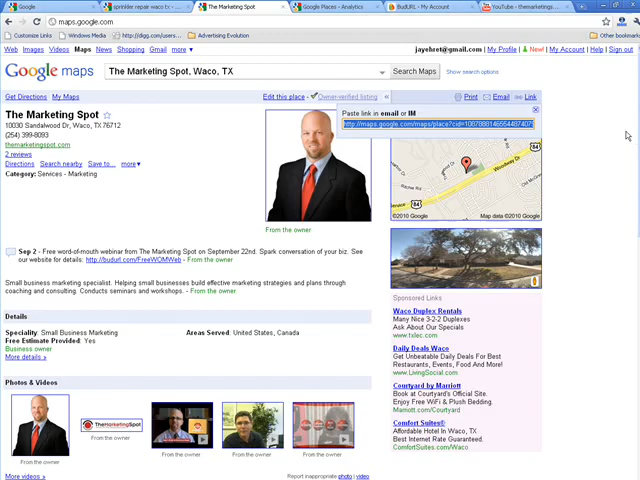 Google
sprinkler repair waco tx - ...
The Marketing Spot
Google Places - Analytics
BudURL - My Account
YouTube - themarketings...
maps.google.com
Customize Links
Windows Media
http://digg.com/users...
Advertising Evolution
Other bookmarks
Web Images Videos Maps News Shopping Gmail more ▼
jayehret@gmail.com | My Profile | New! | My Account | Help | Sign out
Google maps
The Marketing Spot, Waco, TX
Search Maps
Show search options
Get Directions My Maps
Edit this place - Owner-verified listing «
Print Email Link
The Marketing Spot
10030 Sandalwood Dr, Waco, TX 76712
(254) 399-8093
themarketingspot.com
2 reviews
Directions Search nearby Save to... more▼
Category: Services - Marketing
From the owner
Paste link in email or IM
Woodway Dr
Ritchie Rd
84
84
©2010 Google
Map data ©2010 Google
Sep 2 - Free word-of-mouth webinar from The Marketing Spot on September 22nd. Spark conversation of your biz. See
our website for details: http://budurl.com/FreeWOMWeb - From the owner
Small business marketing specialist. Helping small businesses build effective marketing strategies and plans through
coaching and consulting. Conducts seminars and workshops. - From the owner
Details
Speciality: Small Business Marketing
Areas Served: United States, Canada
Free Estimate Provided: Yes
Business owner
More details »
Photos & Videos
TheMarketingSpot
From the owner
From the owner
From the owner
From the owner
From the owner
More videos »
Report inappropriate photo | video
Sponsored Links
Waco Duplex Rentals
Many Nice 3-2-2 Duplexes
Ask About Our Specials
www.txlec.com
Daily Deals Waco
Get Unbeatable Daily Deals For Best
Restaurants, Events, Food And More!
www.LivingSocial.com
Courtyard by Marriott
Book at Courtyard's Official Site.
Enjoy Free WiFi & Plush Bedding.
Marriott.com/Courtyard
Comfort Suites®
Affordable Hotel In Waco, TX
Best Internet Rate Guaranteed.
ComfortSuites.com/Waco